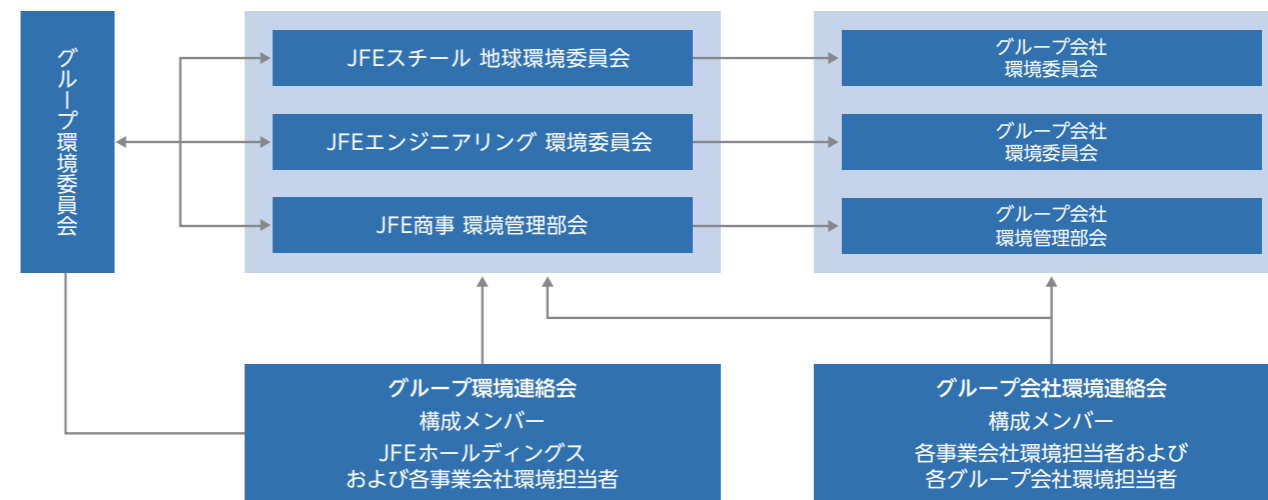 グループ環境委員会
JFEスチール 地球環境委員会
グループ会社
環境委員会
JFEエンジニアリング 環境委員会
グループ会社
環境委員会
JFE商事 環境管理部会
グループ会社
環境管理部会
グループ環境連絡会
構成メンバー
JFEホールディングス
および各事業会社環境担当者
グループ会社環境連絡会
構成メンバー
各事業会社環境担当者および
各グループ会社環境担当者